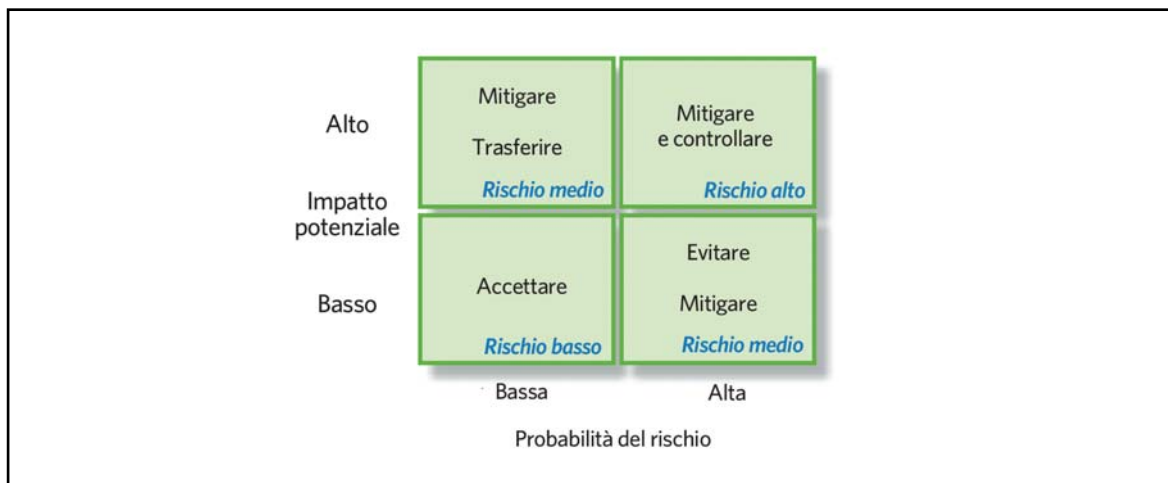 Alto
Impatto
potenziale
Basso
Mitigare
Trasferire
Rischio medio
Mitigare
e controllare
Rischio alto
Accettare
Rischio basso
Evitare
Mitigare
Rischio medio
Bassa
Alta
Probabilità del rischio